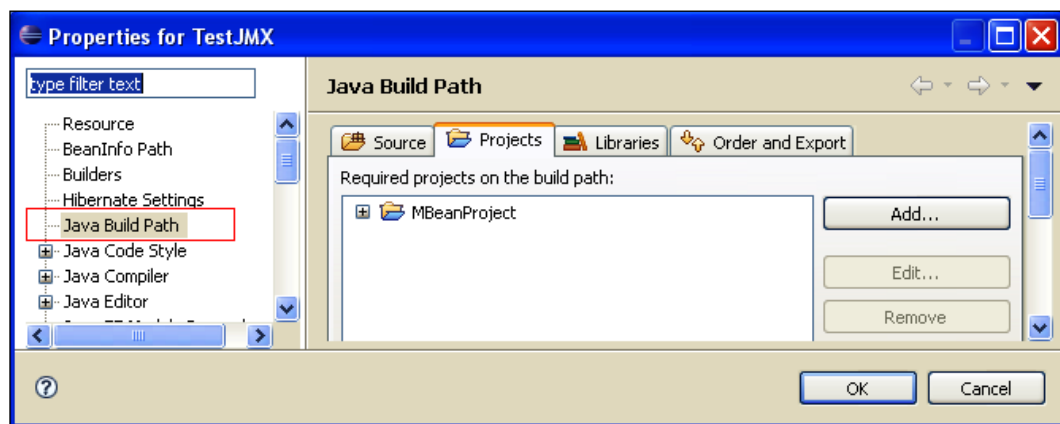 Properties for TestJMX
type filter text
Resource
BeanInfo Path
Builders
Hibernate Settings
Java Build Path
Java Code Style
Java Compiler
Java Editor
Java Build Path
Source
Projects
Libraries
Order and Export
Required projects on the build path:
MBeanProject
Add...
Edit...
Remove
OK
Cancel